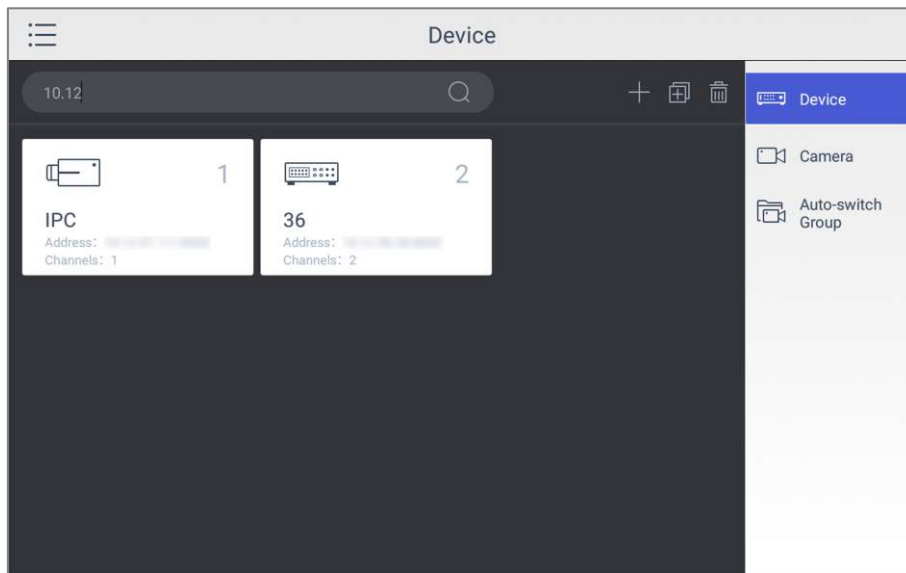 Device
10.12
1
IPC
Address:
Channels: 1
2
36
Address:
Channels: 2
Device
Camera
Auto-switch
Group